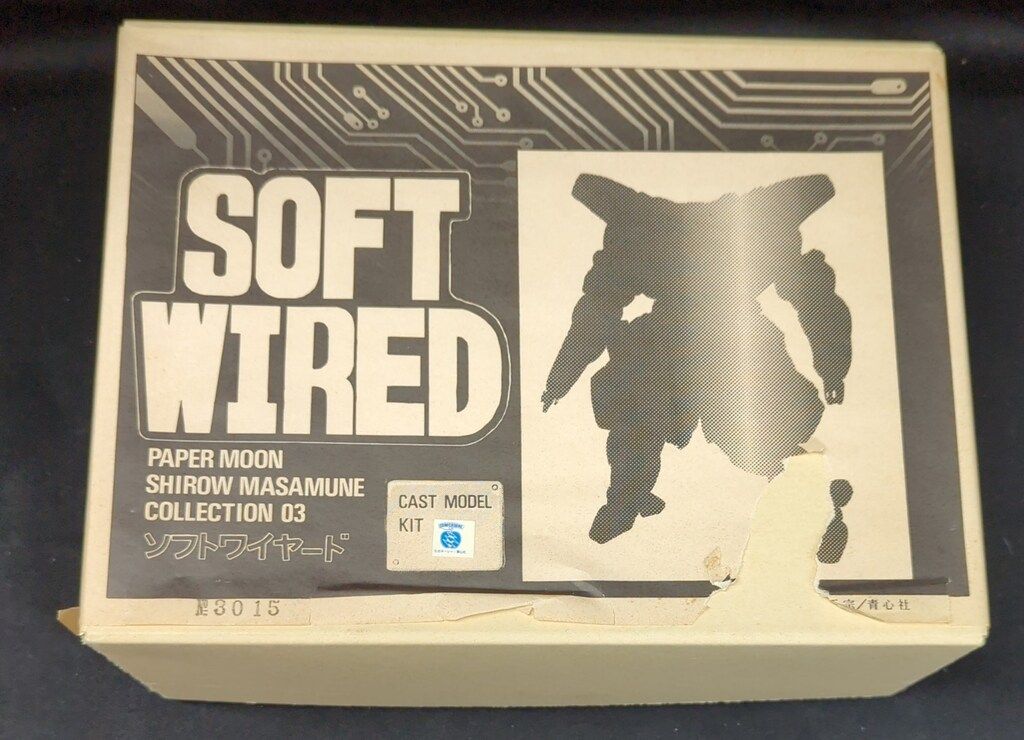 SOFT
WIRED
PAPER MOON
SHIROW MASAMUNE
COLLECTION 03
ソフトワイヤード
CAST MODEL
KIT
№3015
/青心社